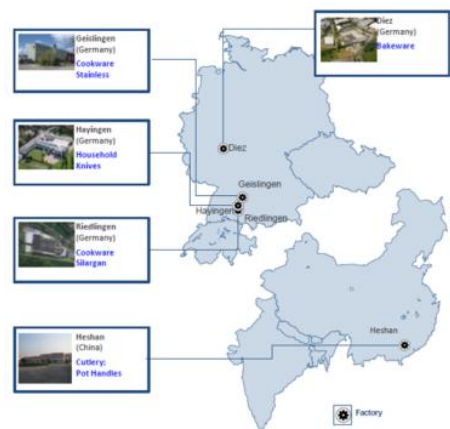 Geislingen
(Germany)
Cookware
Stainless
Diez
(Germany)
Bakeware
Hayingen
(Germany)
Household
Knives
Riedlingen
(Germany)
Cookware
Silargan
Heshan
(China)
Cutlery;
Pot Handles
Diez
Geislingen
Hayingen
Riedlingen
Heshan
Factory